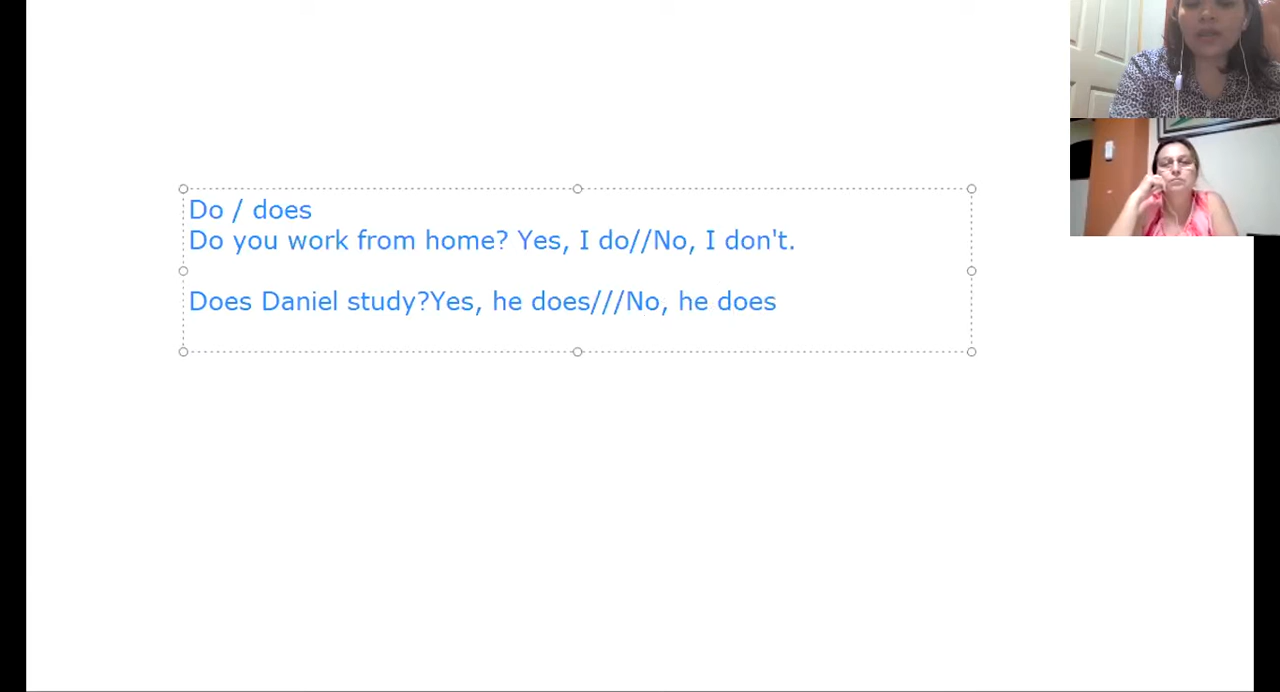 Do / does
Do you work from home? Yes, I do//No, I don't.
Does Daniel study?Yes, he does///No, he does